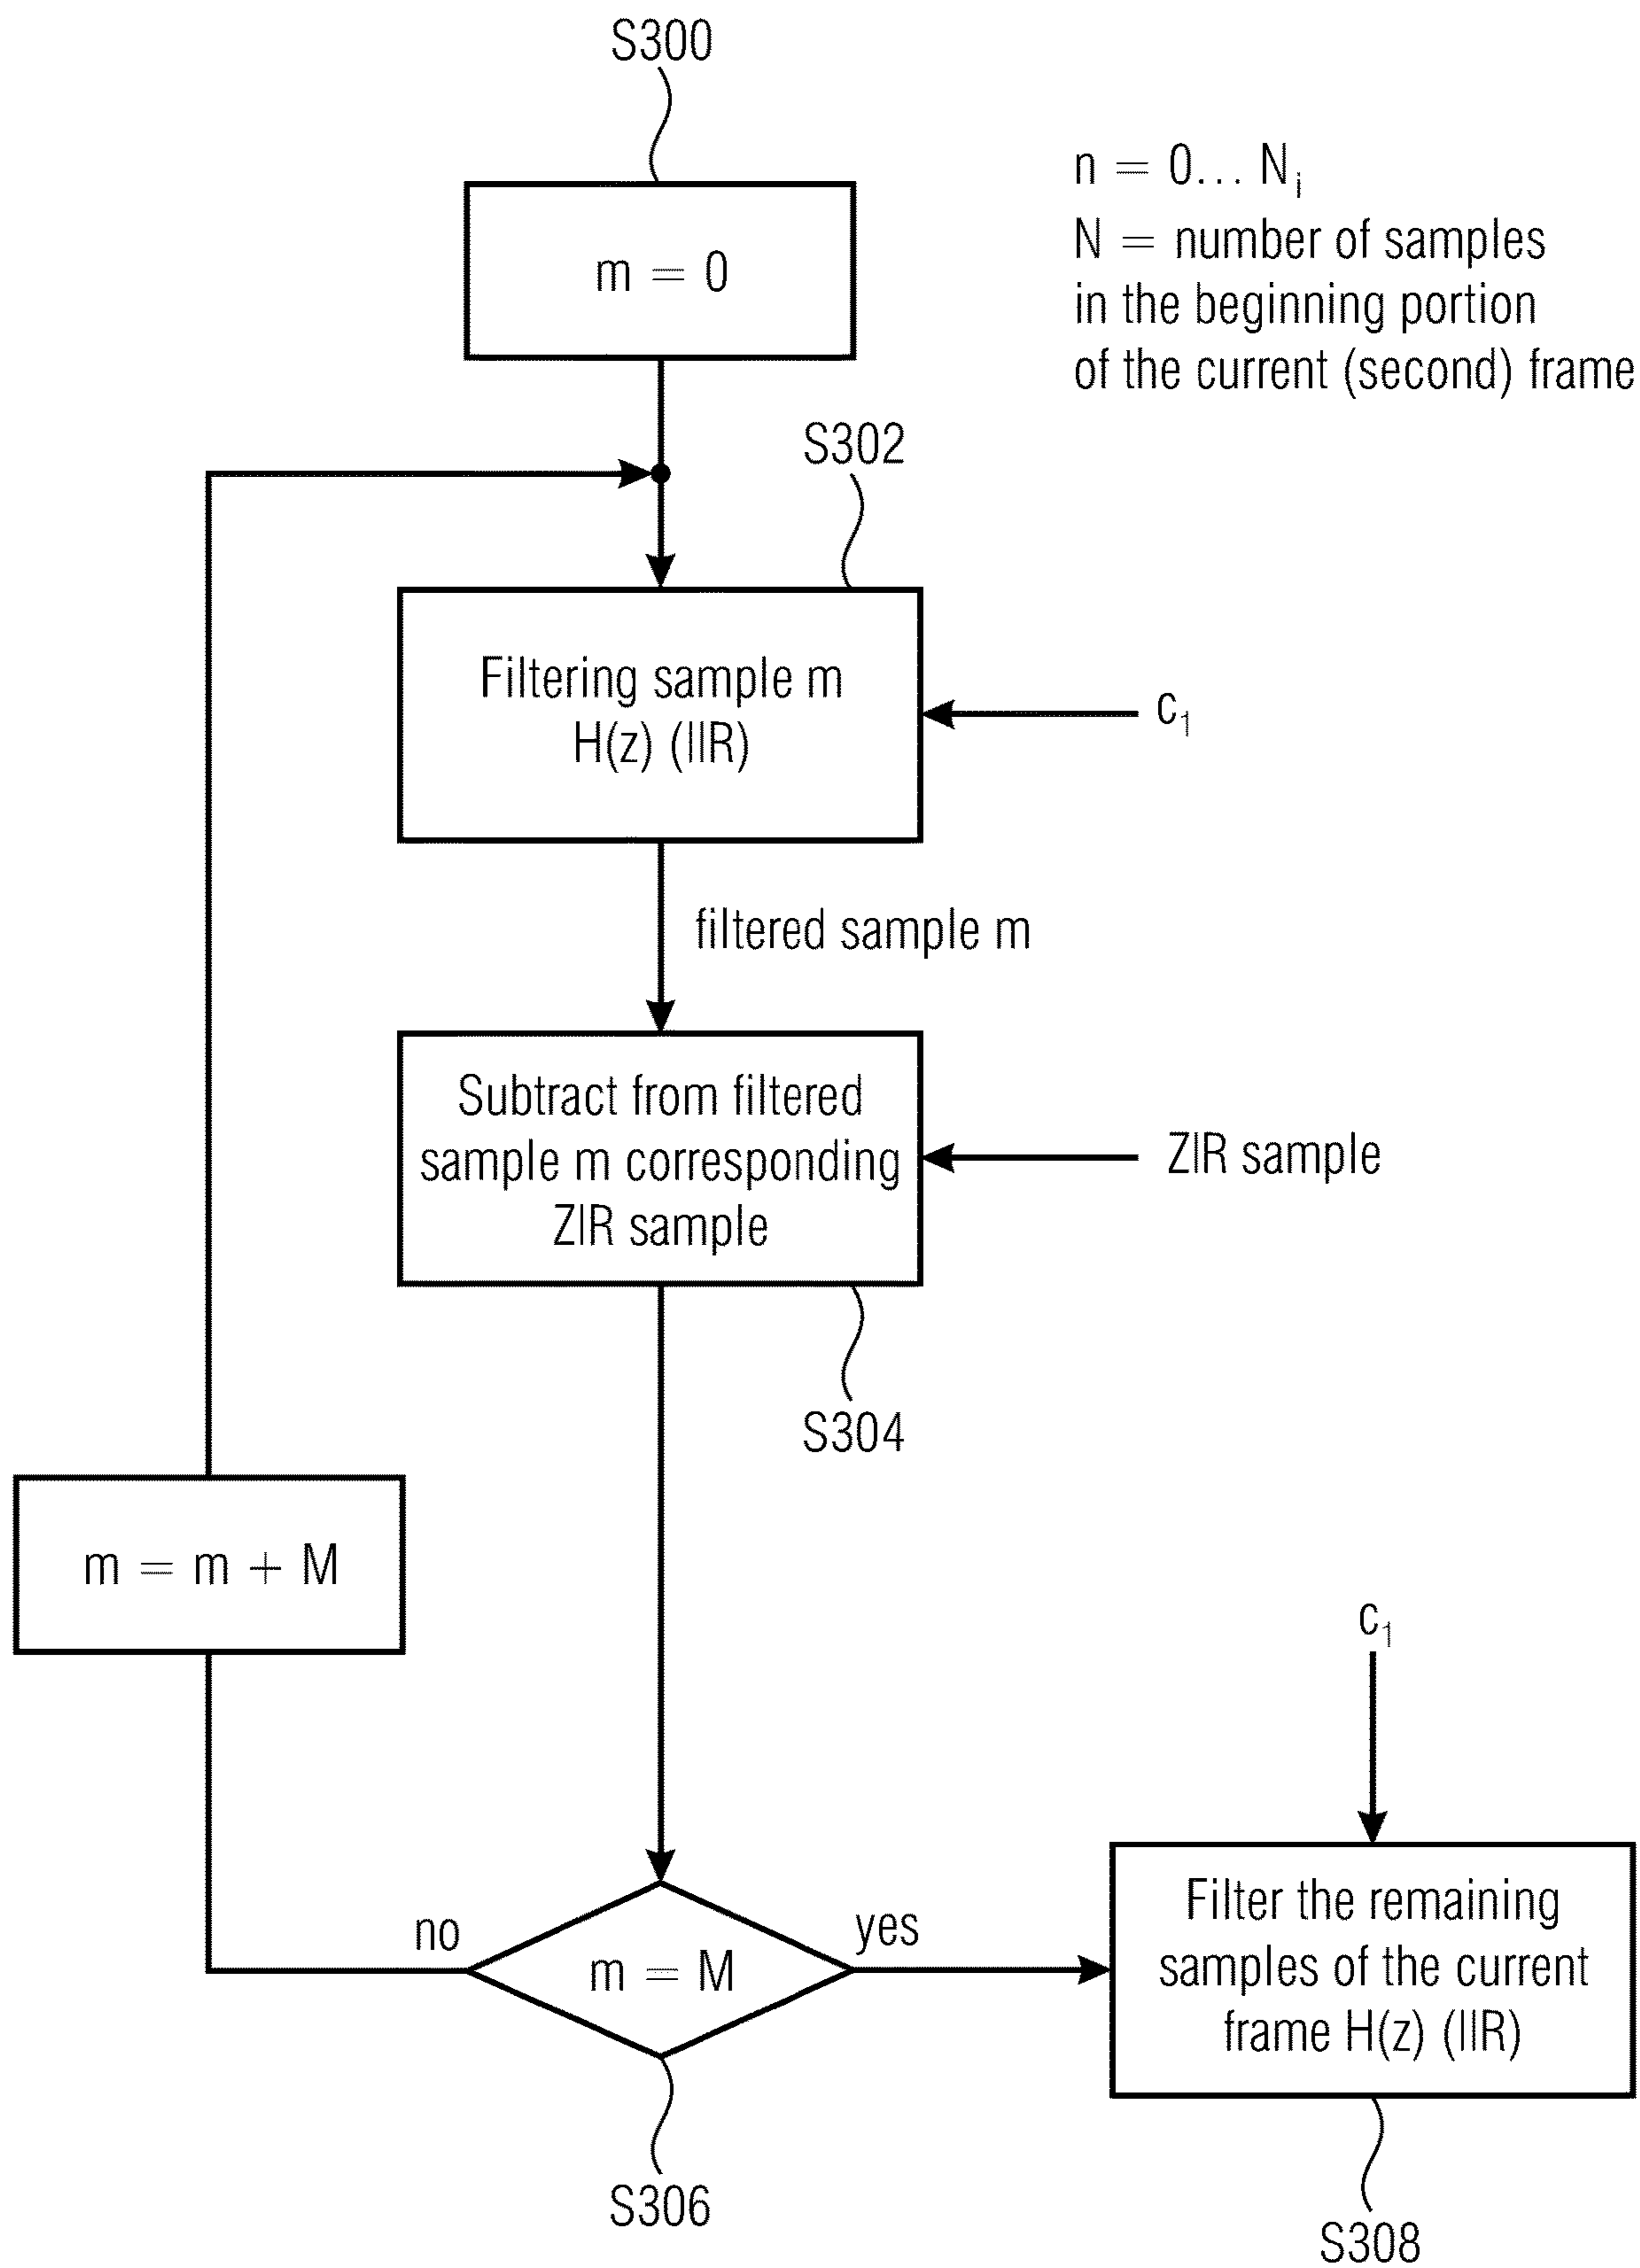 S300
m = 0
n = 0... Nᵢ
N = number of samples
in the beginning portion
of the current (second) frame
S302
Filtering sample m
H(z) (IIR)
c₁
filtered sample m
Subtract from filtered
sample m corresponding
ZIR sample
ZIR sample
S304
m = m + M
c₁
no
m = M
yes
Filter the remaining
samples of the current
frame H(z) (IIR)
S306
S308